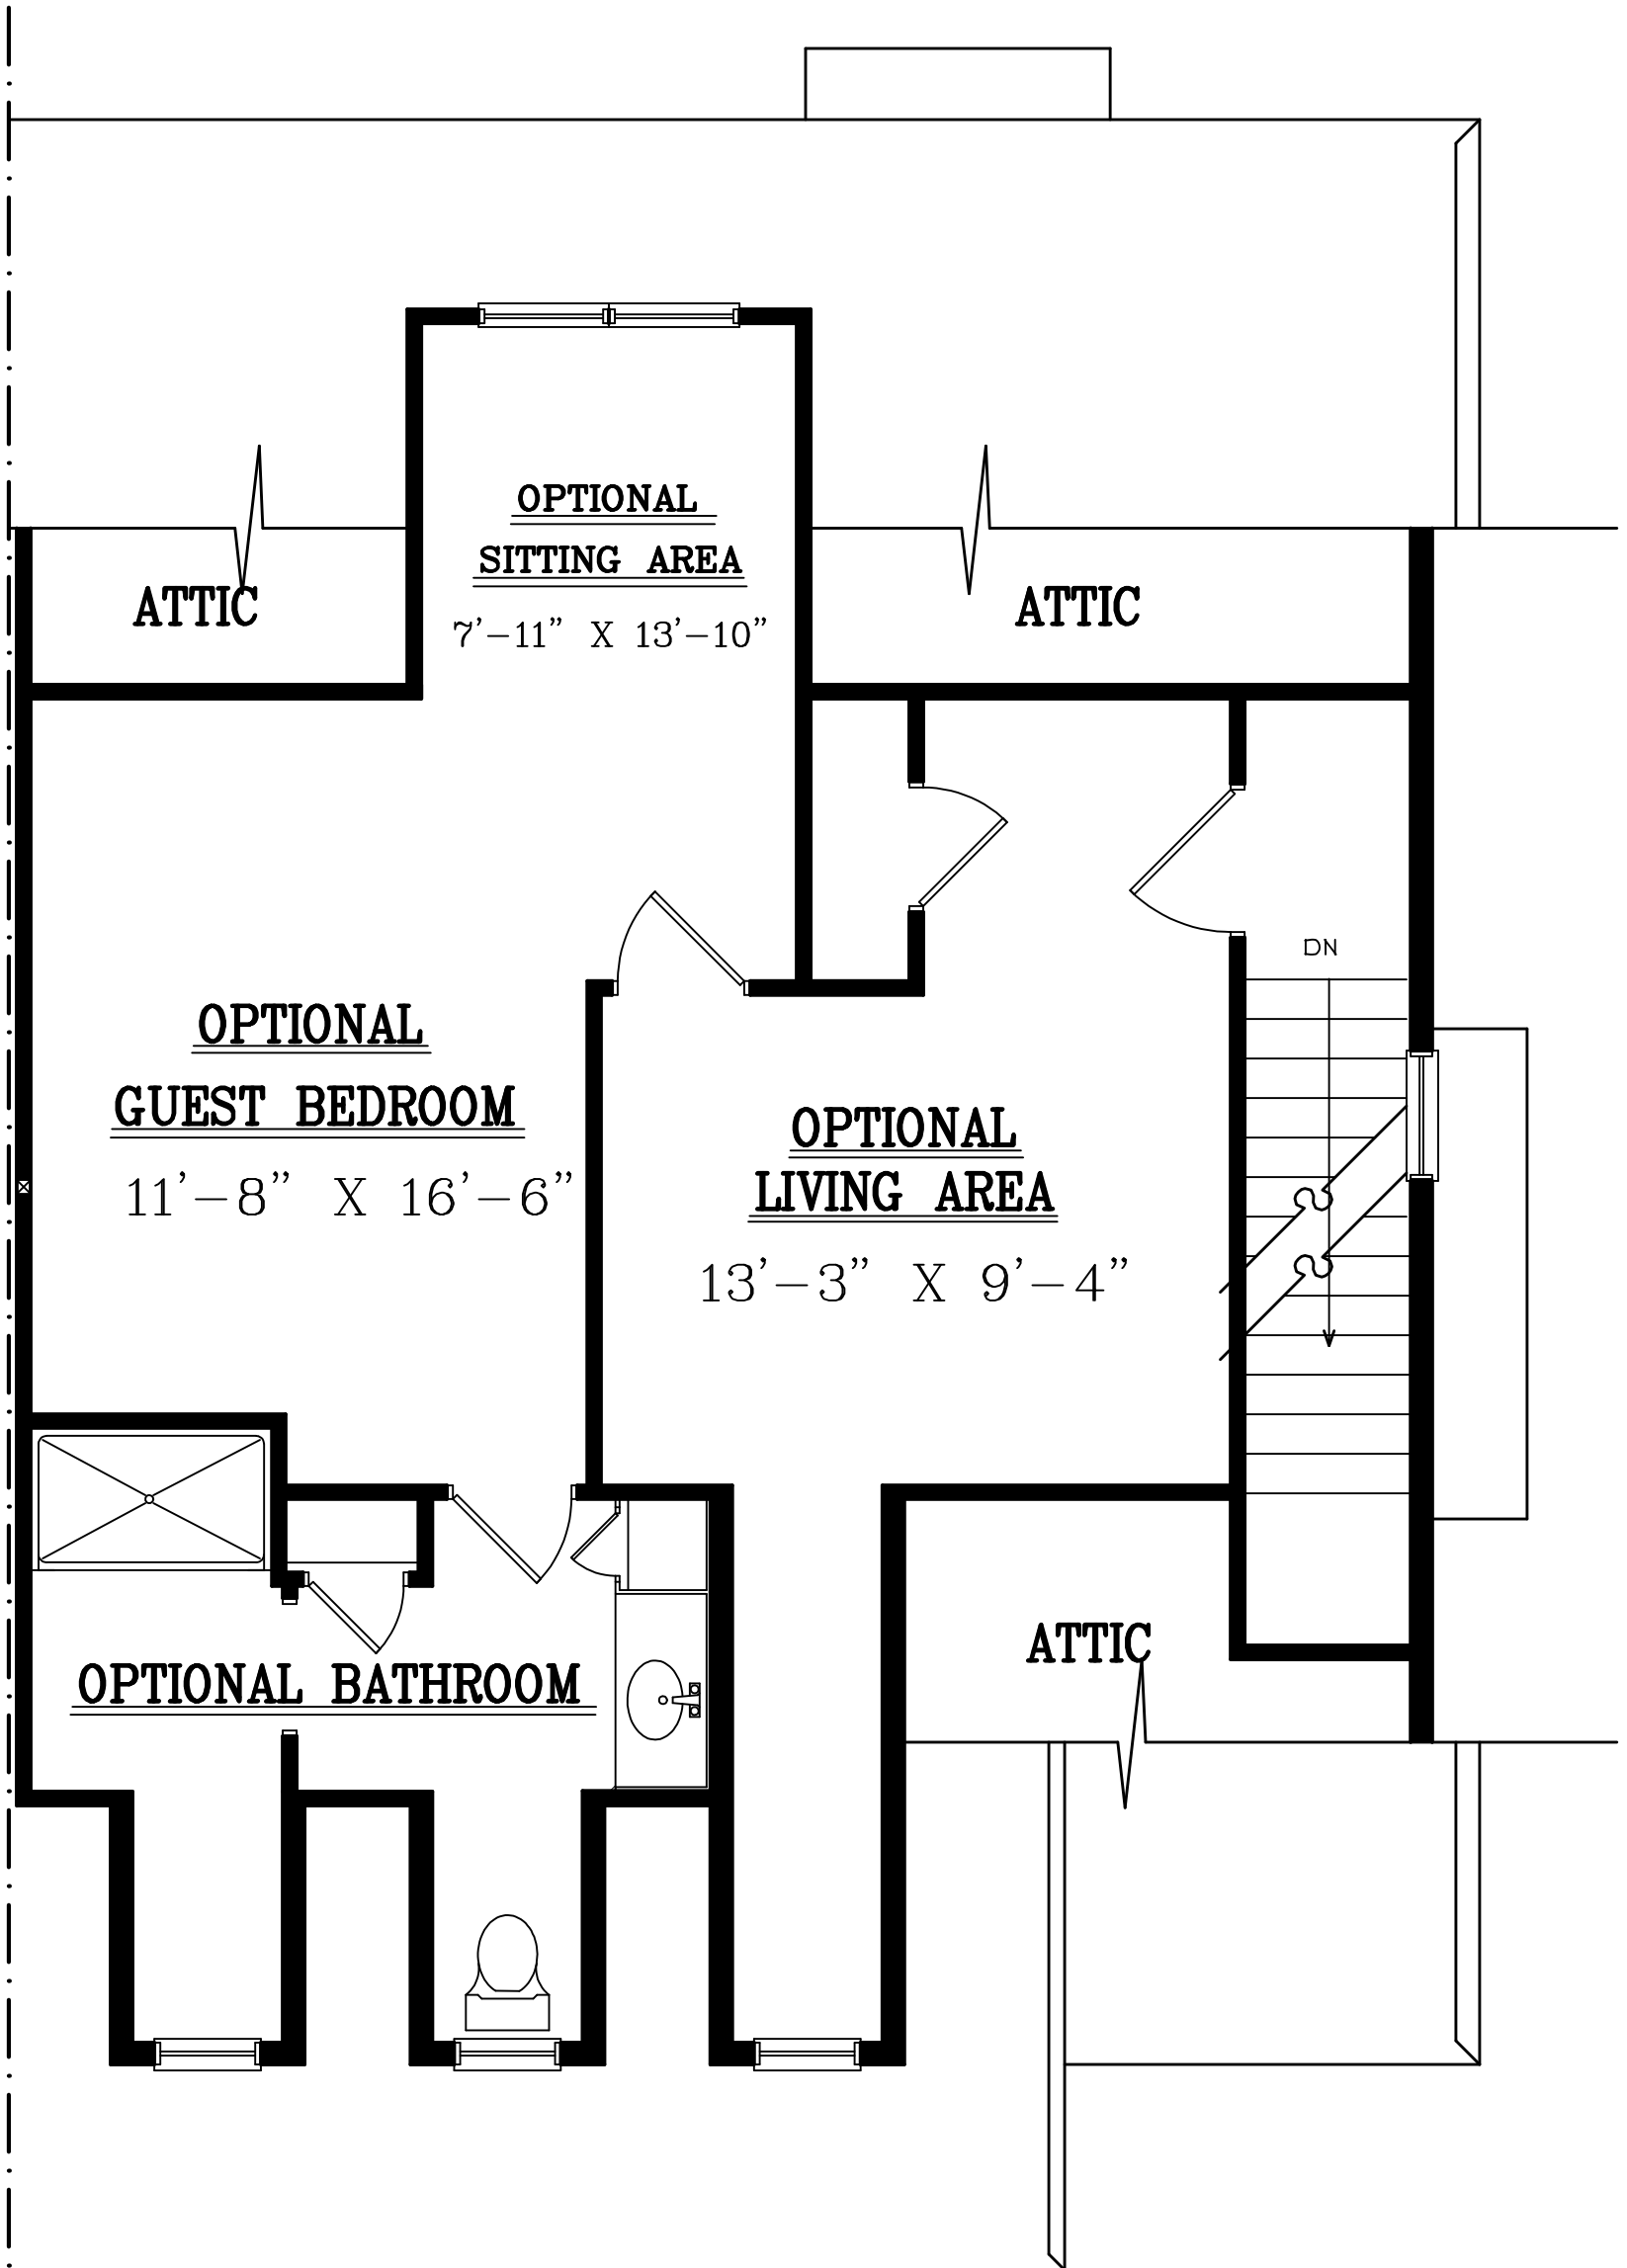 OPTIONAL
SITTING AREA
7'-11" X 13'-10"
ATTIC
ATTIC
DN
OPTIONAL
GUEST BEDROOM
11'-8" X 16'-6"
OPTIONAL
LIVING AREA
13'-3" X 9'-4"
ATTIC
OPTIONAL BATHROOM